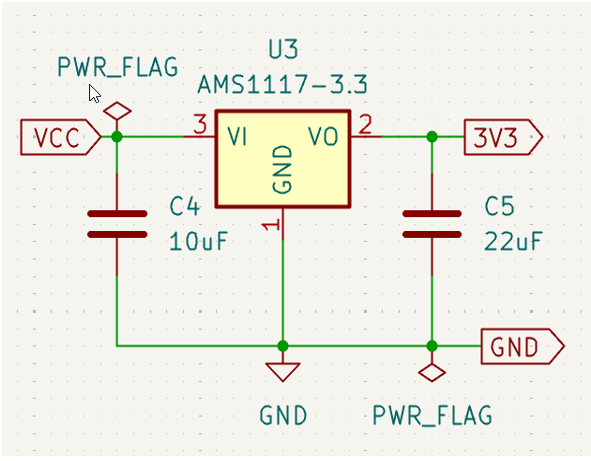 U3
PWR_FLAG
AMS1117-3.3
VCC
3
VI
VO
2
3V3
GND
1
C4
10uF
C5
22uF
GND
GND
PWR_FLAG